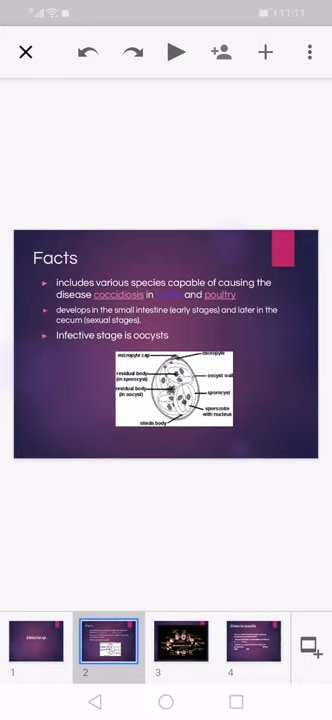 11:11
Facts
includes various species capable of causing the
disease coccidiosis in and poultry
develops in the small intestine (early stages) and later in the
cecum (sexual stages).
Infective stage is oocysts
micropyle cap
micropyle
residual body
(in sporocyst)
oocyst wall
residual body
(in oocyst)
sporocyst
sporozoite
with nucleus
stieda body
Eimeria sp.
1
2
3
4